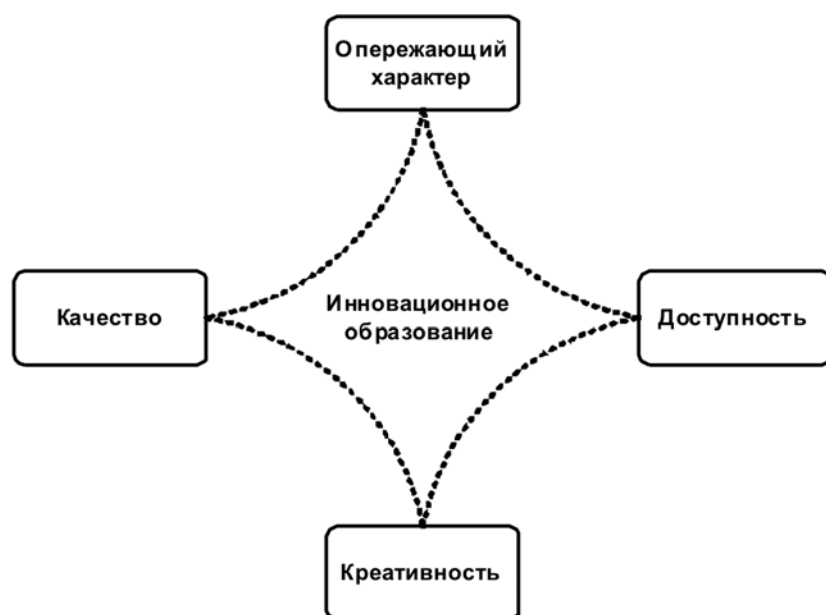 Опережающий
характер
Качество
Инновационное
образование
Доступность
Креативность